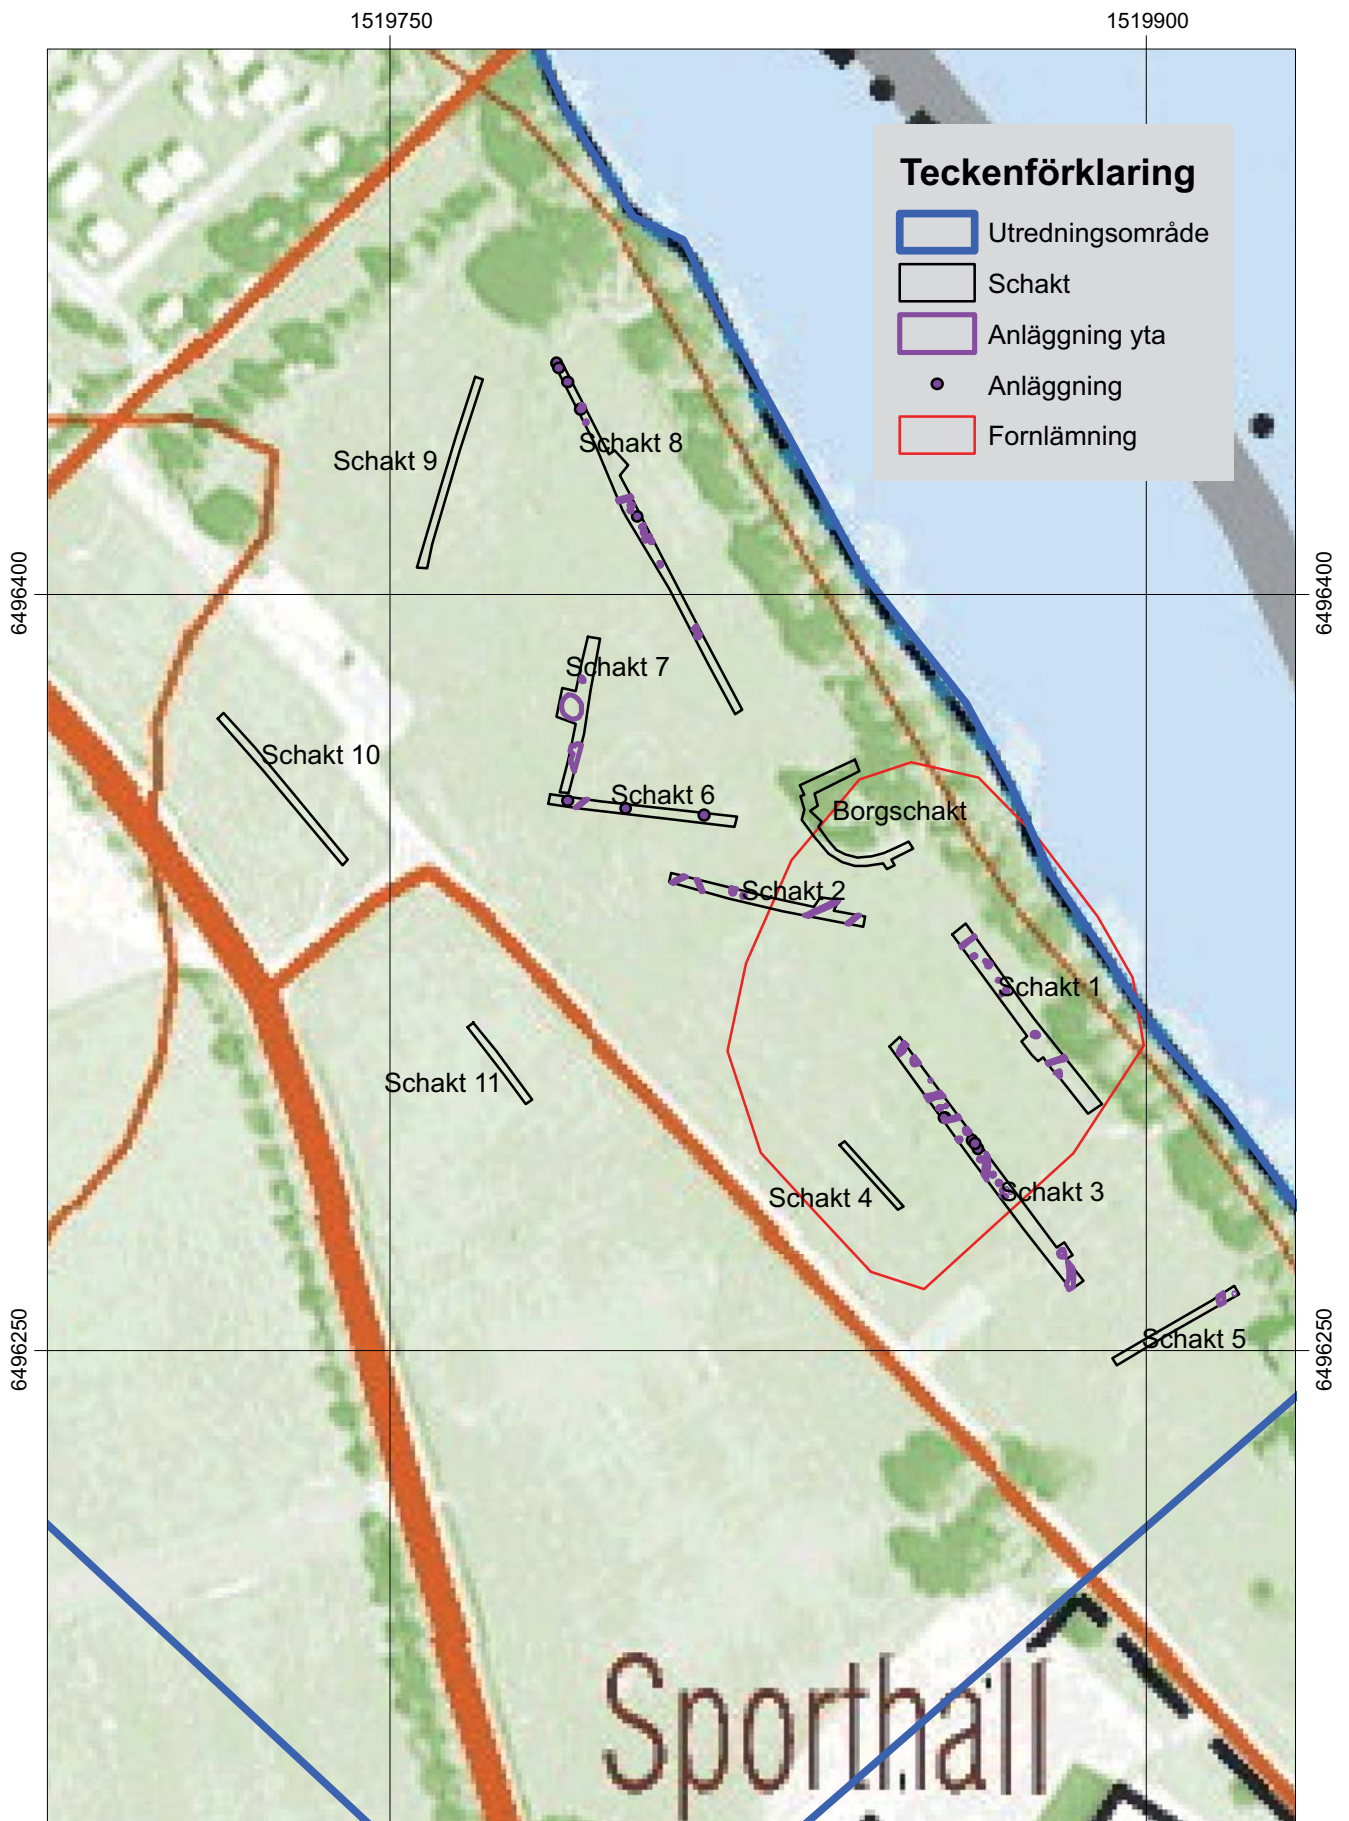 1519750
1519900
Teckenförklaring
Utredningsområde
Schakt
Anläggning yta
Anläggning
Fornlämning
Schakt 8
Schakt 9
6496400
6496400
Schakt 7
Schakt 10
Schakt 6
Borgschakt
Schakt 2
Schakt 1
Schakt 11
Schakt 4
Schakt 3
Schakt 5
6496250
6496250
Sporthall